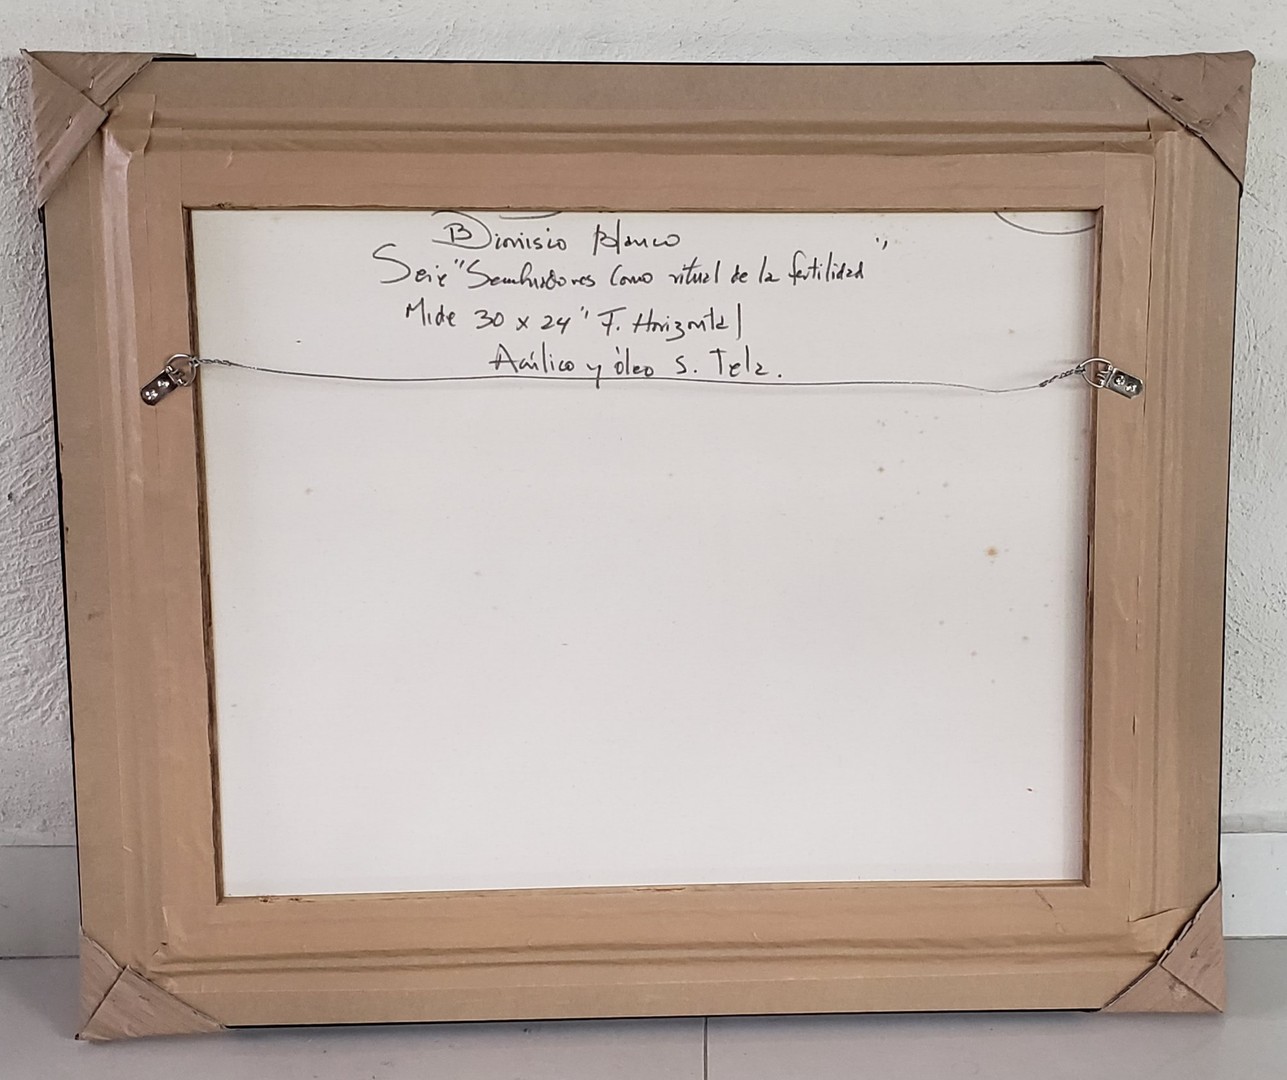 Dionisio Blanco
Serie "Sembradores como ritual de la fertilidad"
Mide 30 x 24" F. Horizontal
Acrílico y óleo S. Tela.